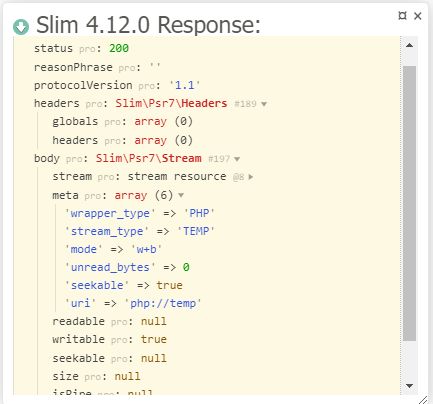 Slim 4.12.0 Response:
status pro: 200
reasonPhrase pro: ''
protocolVersion pro: '1.1'
headers pro: Slim\Psr7\Headers #189
globals pro: array (0)
headers pro: array (0)
body pro: Slim\Psr7\Stream #197
stream pro: stream resource @8
meta pro: array (6)
'wrapper_type' => 'PHP'
'stream_type' => 'TEMP'
'mode' => 'w+b'
'unread_bytes' => 0
'seekable' => true
'uri' => 'php://temp'
readable pro: null
writable pro: true
seekable pro: null
size pro: null
isPipe pro: null